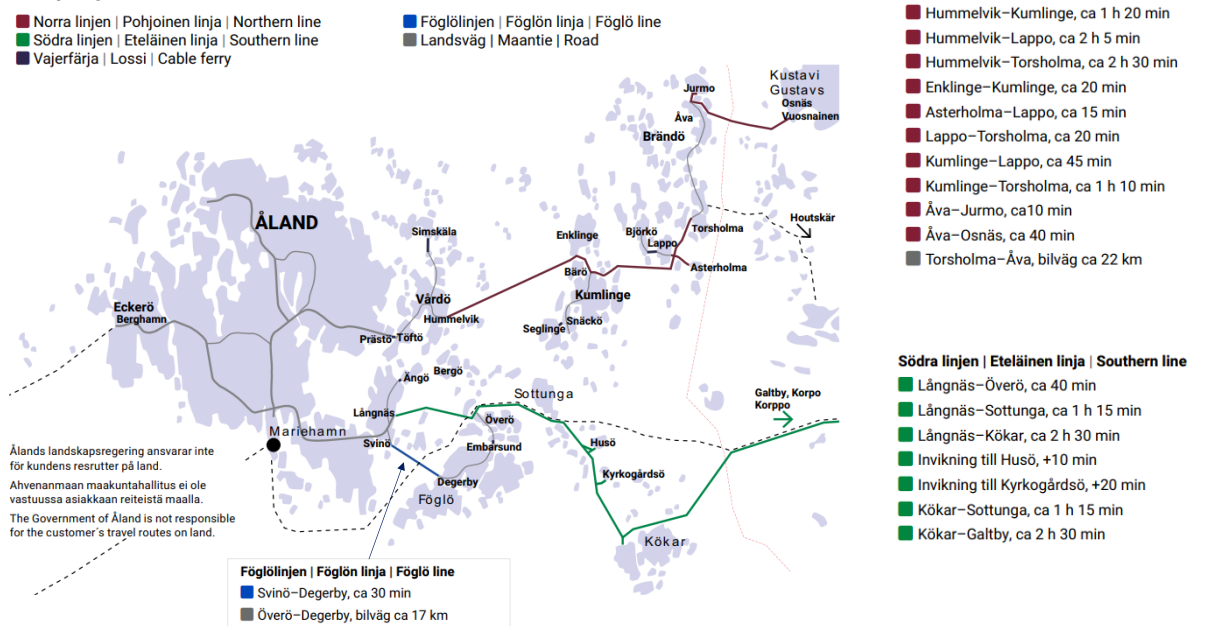 Norra linjen | Pohjoinen linja | Northern line
Södra linjen | Eteläinen linja | Southern line
Vajerfärja | Lossi | Cable ferry
Föglölinjen | Föglön linja | Föglö line
Landsväg | Maantie | Road
Hummelvik–Kumlinge, ca 1 h 20 min
Hummelvik–Lappo, ca 2 h 5 min
Hummelvik–Torsholma, ca 2 h 30 min
Enklinge–Kumlinge, ca 20 min
Asterholma–Lappo, ca 15 min
Lappo–Torsholma, ca 20 min
Kumlinge–Lappo, ca 45 min
Kumlinge–Torsholma, ca 1 h 10 min
Åva–Jurmo, ca10 min
Åva–Osnäs, ca 40 min
Torsholma–Åva, bilväg ca 22 km
Kustavi
Gustavs
Osnäs
Vuosnainen
Jurmo
Åva
Brändö
Houtskär
ÅLAND
Simskäla
Enklinge
Björkö
Lappo
Torsholma
Asterholma
Bärö
Kumlinge
Vårdö
Hummelvik
Seglinge
Snäckö
Eckerö
Berghamn
Prästö
Töftö
Ängö
Bergö
Sottunga
Långnäs
Överö
Mariehamn
Svinö
Embarsund
Husö
Degerby
Kyrkogårdsö
Föglö
Kökar
Galtby, Korpo
Korppo
Södra linjen | Eteläinen linja | Southern line
Långnäs–Överö, ca 40 min
Långnäs–Sottunga, ca 1 h 15 min
Långnäs–Kökar, ca 2 h 30 min
Invikning till Husö, +10 min
Invikning till Kyrkogårdsö, +20 min
Kökar–Sottunga, ca 1 h 15 min
Kökar–Galtby, ca 2 h 30 min
Ålands landskapsregering ansvarar inte
för kundens resrutter på land.
Ahvenanmaan maakuntahallitus ei ole
vastuussa asiakkaan reiteistä maalla.
The Government of Åland is not responsible
for the customer´s travel routes on land.
Föglölinjen | Föglön linja | Föglö line
Svinö–Degerby, ca 30 min
Överö–Degerby, bilväg ca 17 km